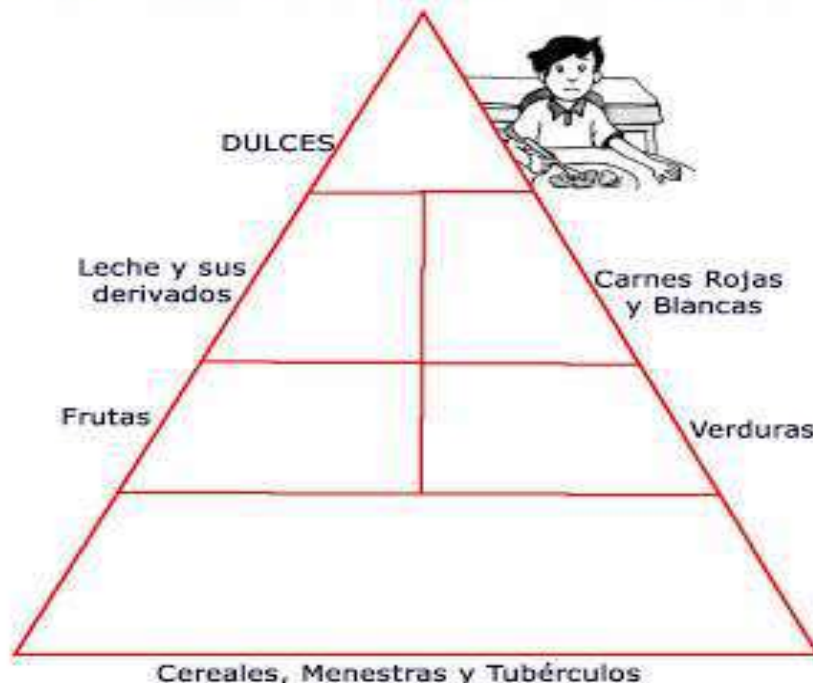 DULCES
Leche y sus
derivados
Carnes Rojas
y Blancas
Frutas
Verduras
Cereales, Menestras y Tubérculos